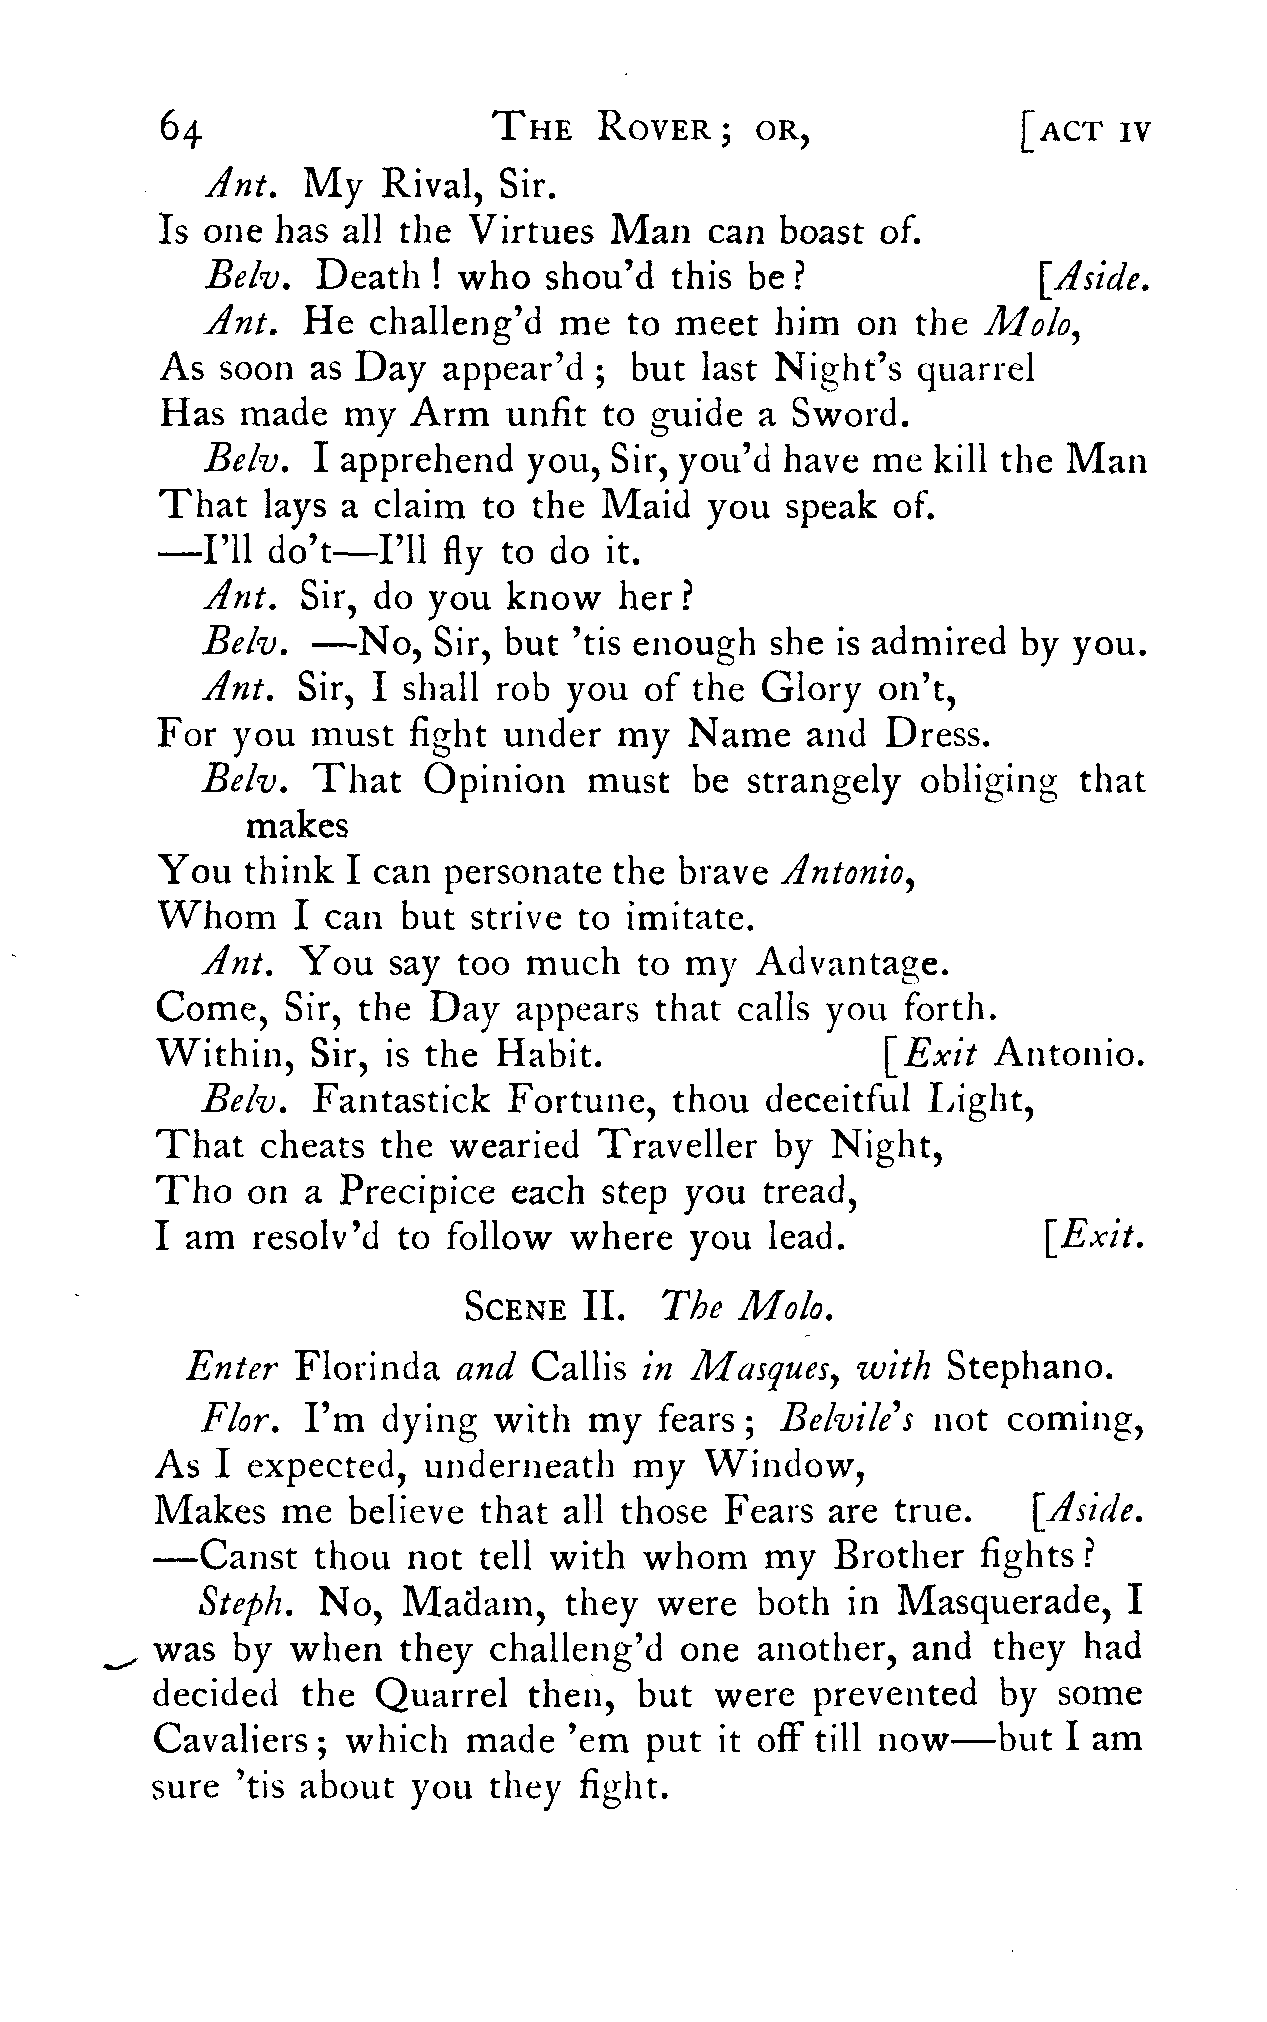 64 THE ROVER; OR, [ACT IV
Ant. My Rival, Sir.
Is one has all the Virtues Man can boast of.
Belv. Death! who shou'd this be? [Aside.
Ant. He challeng'd me to meet him on the Molo,
As soon as Day appear'd; but last Night's quarrel
Has made my Arm unfit to guide a Sword.
Belv. I apprehend you, Sir, you'd have me kill the Man
That lays a claim to the Maid you speak of.
—I'll do't—I'll fly to do it.
Ant. Sir, do you know her?
Belv. —No, Sir, but 'tis enough she is admired by you.
Ant. Sir, I shall rob you of the Glory on't,
For you must fight under my Name and Dress.
Belv. That Opinion must be strangely obliging that
makes
You think I can personate the brave Antonio,
Whom I can but strive to imitate.
Ant. You say too much to my Advantage.
Come, Sir, the Day appears that calls you forth.
Within, Sir, is the Habit. [Exit Antonio.
Belv. Fantastick Fortune, thou deceitful Light,
That cheats the wearied Traveller by Night,
Tho on a Precipice each step you tread,
I am resolv'd to follow where you lead. [Exit.
SCENE II. The Molo.
Enter Florinda and Callis in Masques, with Stephano.
Flor. I'm dying with my fears; Belvile's not coming,
As I expected, underneath my Window,
Makes me believe that all those Fears are true. [Aside.
—Canst thou not tell with whom my Brother fights?
Steph. No, Madam, they were both in Masquerade, I
was by when they challeng'd one another, and they had
decided the Quarrel then, but were prevented by some
Cavaliers; which made 'em put it off till now—but I am
sure 'tis about you they fight.